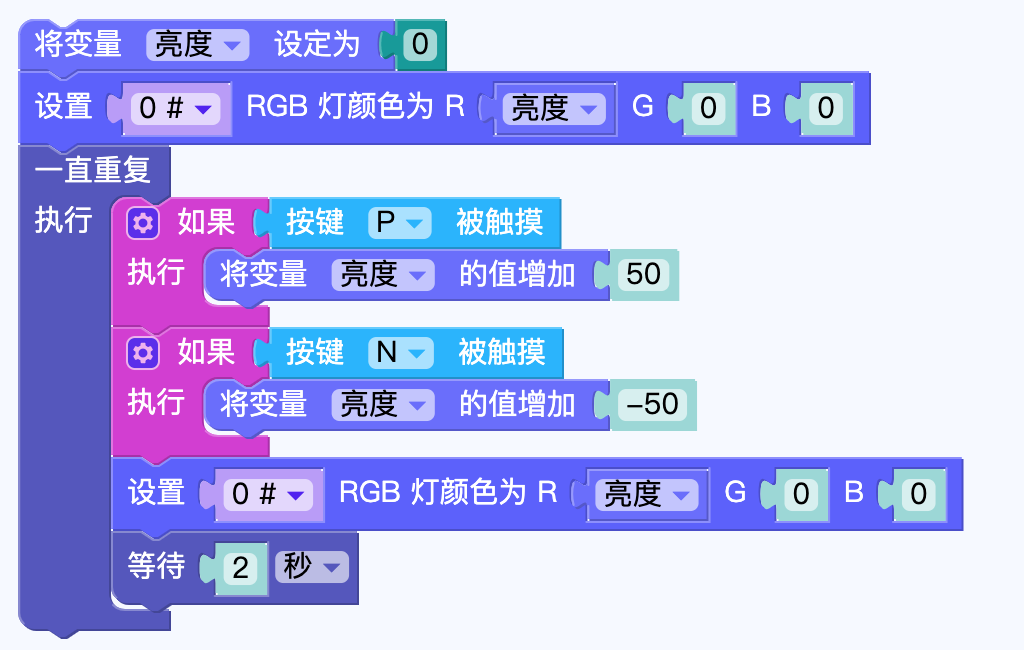 将变量 亮度 设定为 0
设置 0 # RGB 灯颜色为 R 亮度 G 0 B 0
一直重复
执行 如果 按键 P 被触摸
执行 将变量 亮度 的值增加 50
如果 按键 N 被触摸
执行 将变量 亮度 的值增加 -50
设置 0 # RGB 灯颜色为 R 亮度 G 0 B 0
等待 2 秒